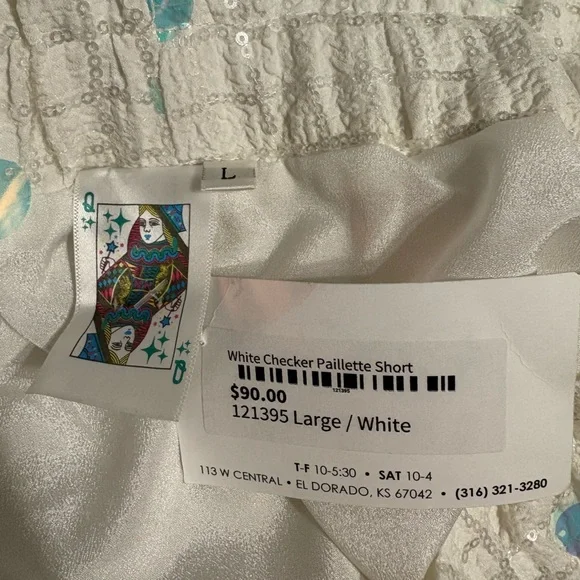 L
Q
Q
White Checker Paillette Short
121395
$90.00
121395 Large / White
T-F 10-5:30 • SAT 10-4
113 W CENTRAL • EL DORADO, KS 67042 • (316) 321-3280